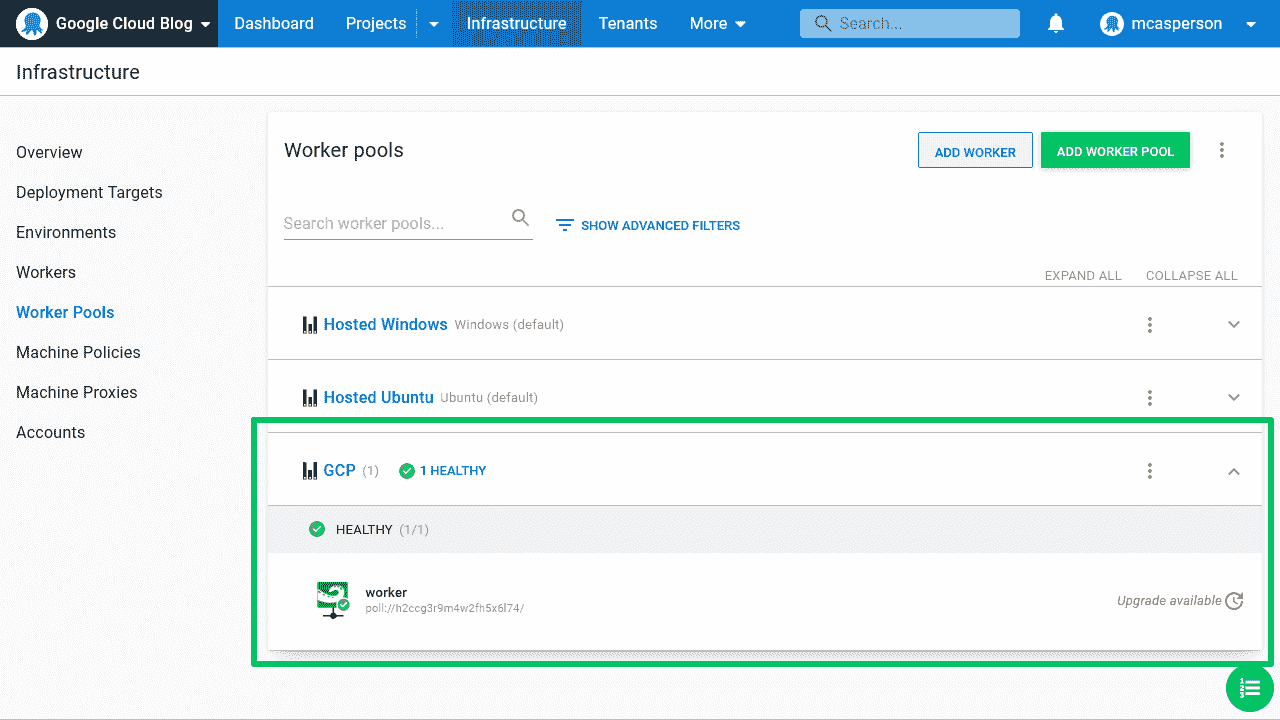 Google Cloud Blog Dashboard Projects Infrastructure Tenants More Search... mcasperson
Infrastructure
Overview
Deployment Targets
Environments
Workers
Worker Pools
Machine Policies
Machine Proxies
Accounts
Worker pools ADD WORKER ADD WORKER POOL
Search worker pools... SHOW ADVANCED FILTERS
EXPAND ALL COLLAPSE ALL
Hosted Windows Windows (default)
Hosted Ubuntu Ubuntu (default)
GCP (1) 1 HEALTHY
HEALTHY (1/1)
worker
poll://h2ccg3r9m4w2fh5x6l74/
Upgrade available